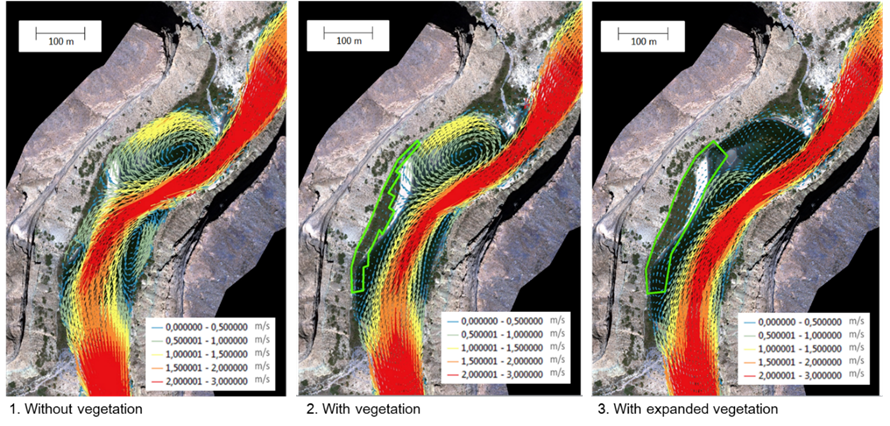 100 m
0,000000 - 0,500000 m/s
0,500001 - 1,000000 m/s
1,000001 - 1,500000 m/s
1,500001 - 2,000000 m/s
2,000001 - 3,000000 m/s
1. Without vegetation
100 m
0,000000 - 0,500000 m/s
0,500001 - 1,000000 m/s
1,000001 - 1,500000 m/s
1,500001 - 2,000000 m/s
2,000001 - 3,000000 m/s
2. With vegetation
100 m
0,000000 - 0,500000 m/s
0,500001 - 1,000000 m/s
1,000001 - 1,500000 m/s
1,500001 - 2,000000 m/s
2,000001 - 3,000000 m/s
3. With expanded vegetation